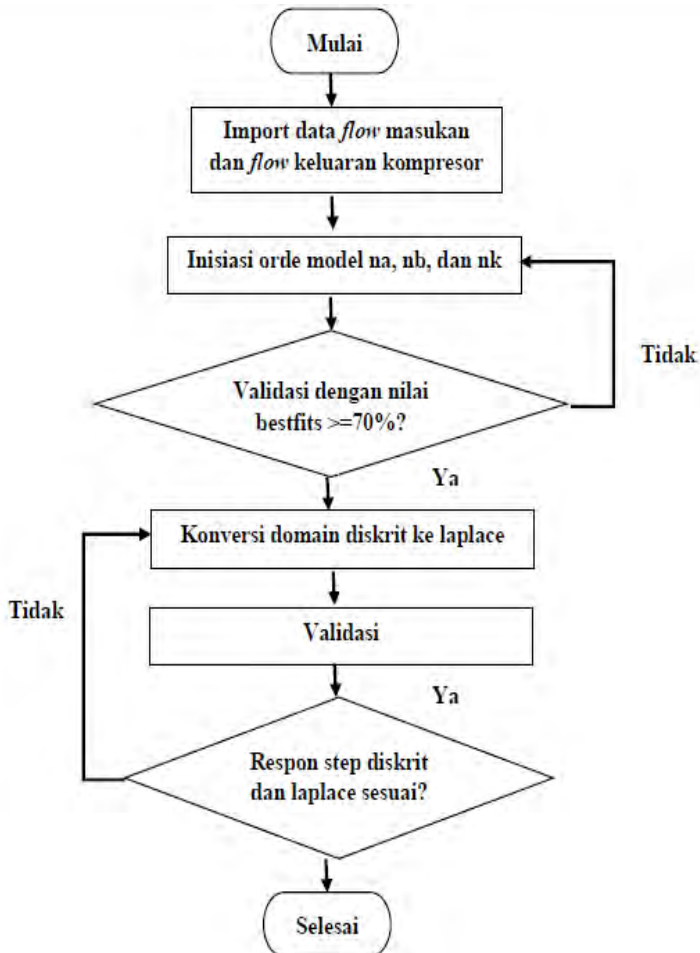 Mulai
Import data flow masukan
dan flow keluaran kompresor
Inisiasi orde model na, nb, dan nk
Tidak
Validasi dengan nilai
bestfits >=70%?
Ya
Konversi domain diskrit ke laplace
Tidak
Validasi
Ya
Respon step diskrit
dan laplace sesuai?
Selesai